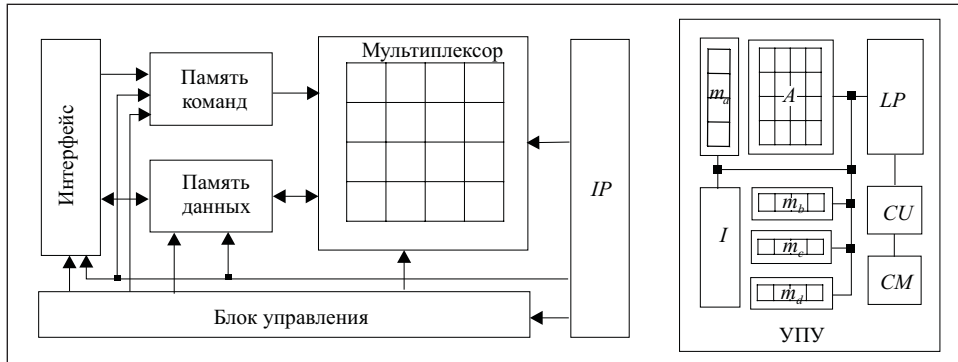 Интерфейс
Память
команд
Память
данных
Мультиплексор
IP
Блок управления
m_a
A
LP
I
m_b
m_c
m_d
CU
CM
УПУ